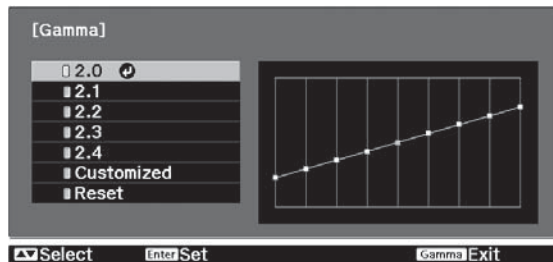 [Gamma]
2.0
2.1
2.2
2.3
2.4
Customized
Reset
Select Enter Set Gamma Exit